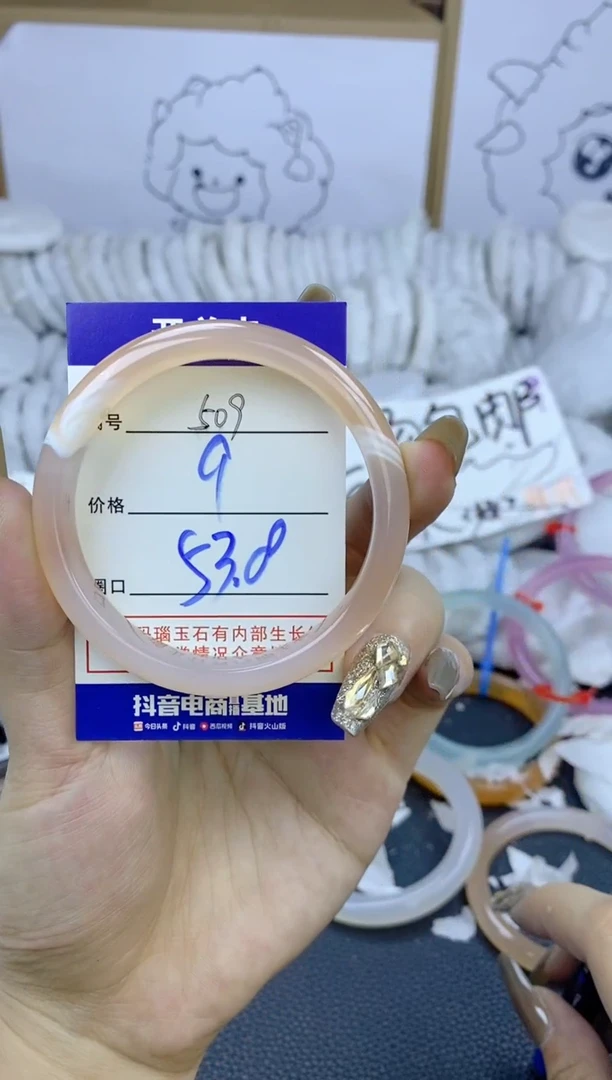 号 509
9
价格
53.8
圈口
玛瑙玉石有内部生长
抖音电商直播基地
今日头条 抖音 西瓜视频 抖音火山版
包邮